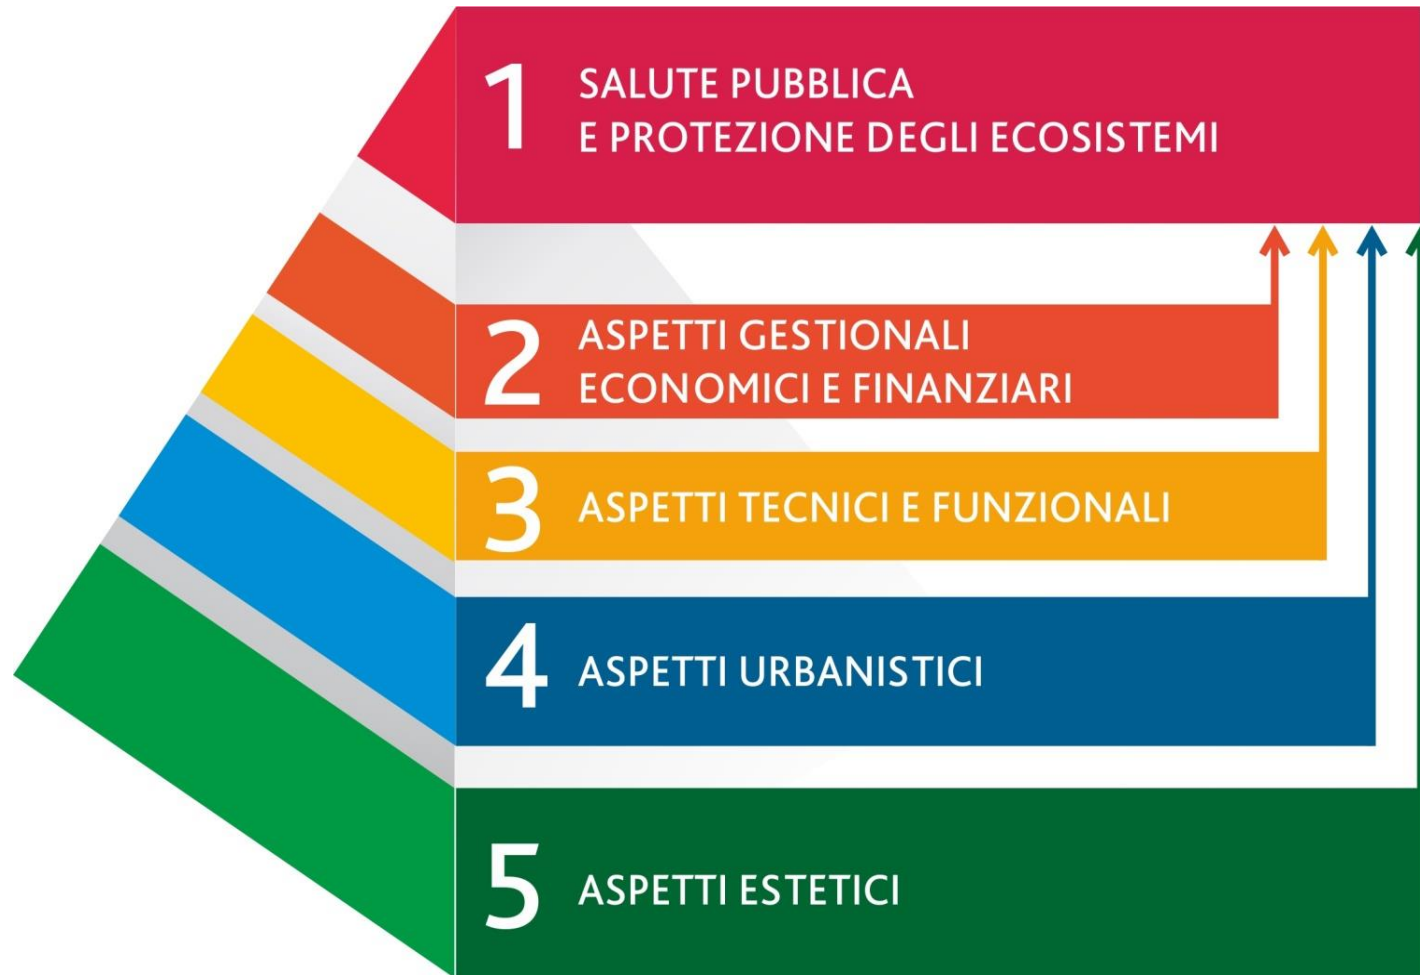 1 SALUTE PUBBLICA
E PROTEZIONE DEGLI ECOSISTEMI
2 ASPETTI GESTIONALI
ECONOMICI E FINANZIARI
3 ASPETTI TECNICI E FUNZIONALI
4 ASPETTI URBANISTICI
5 ASPETTI ESTETICI